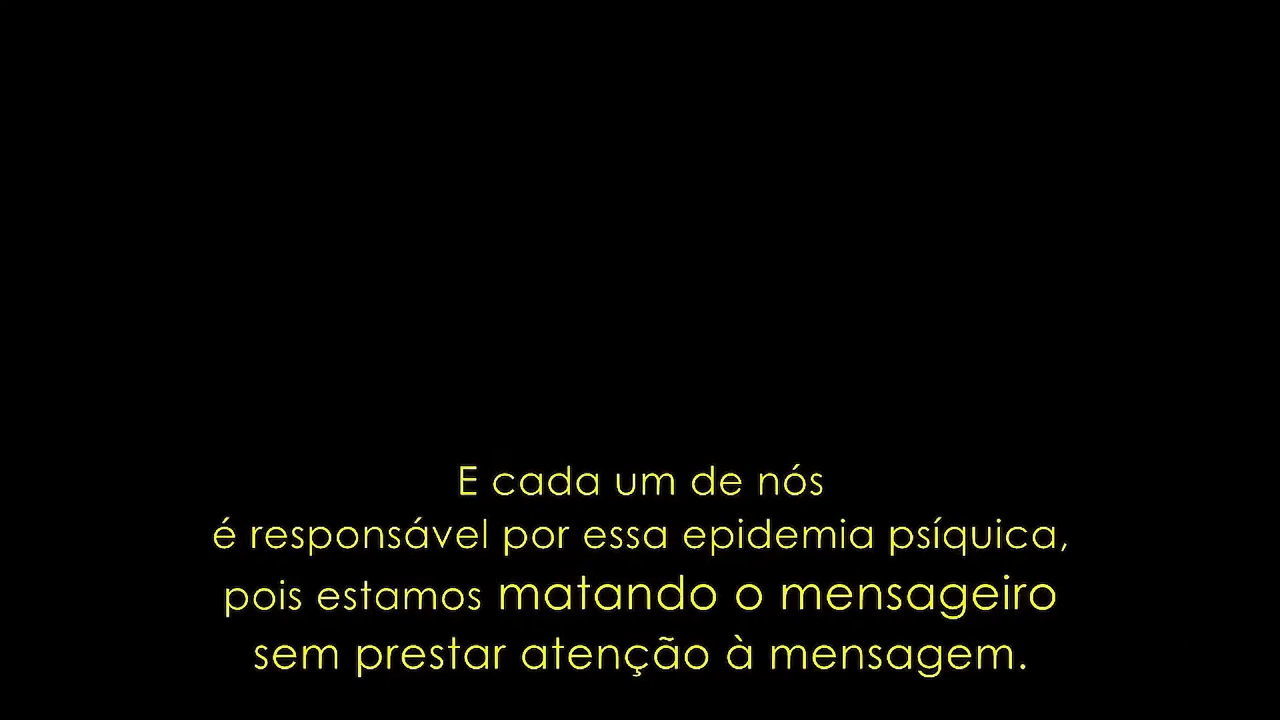 E cada um de nós
é responsável por essa epidemia psíquica,
pois estamos matando o mensageiro
sem prestar atenção à mensagem.